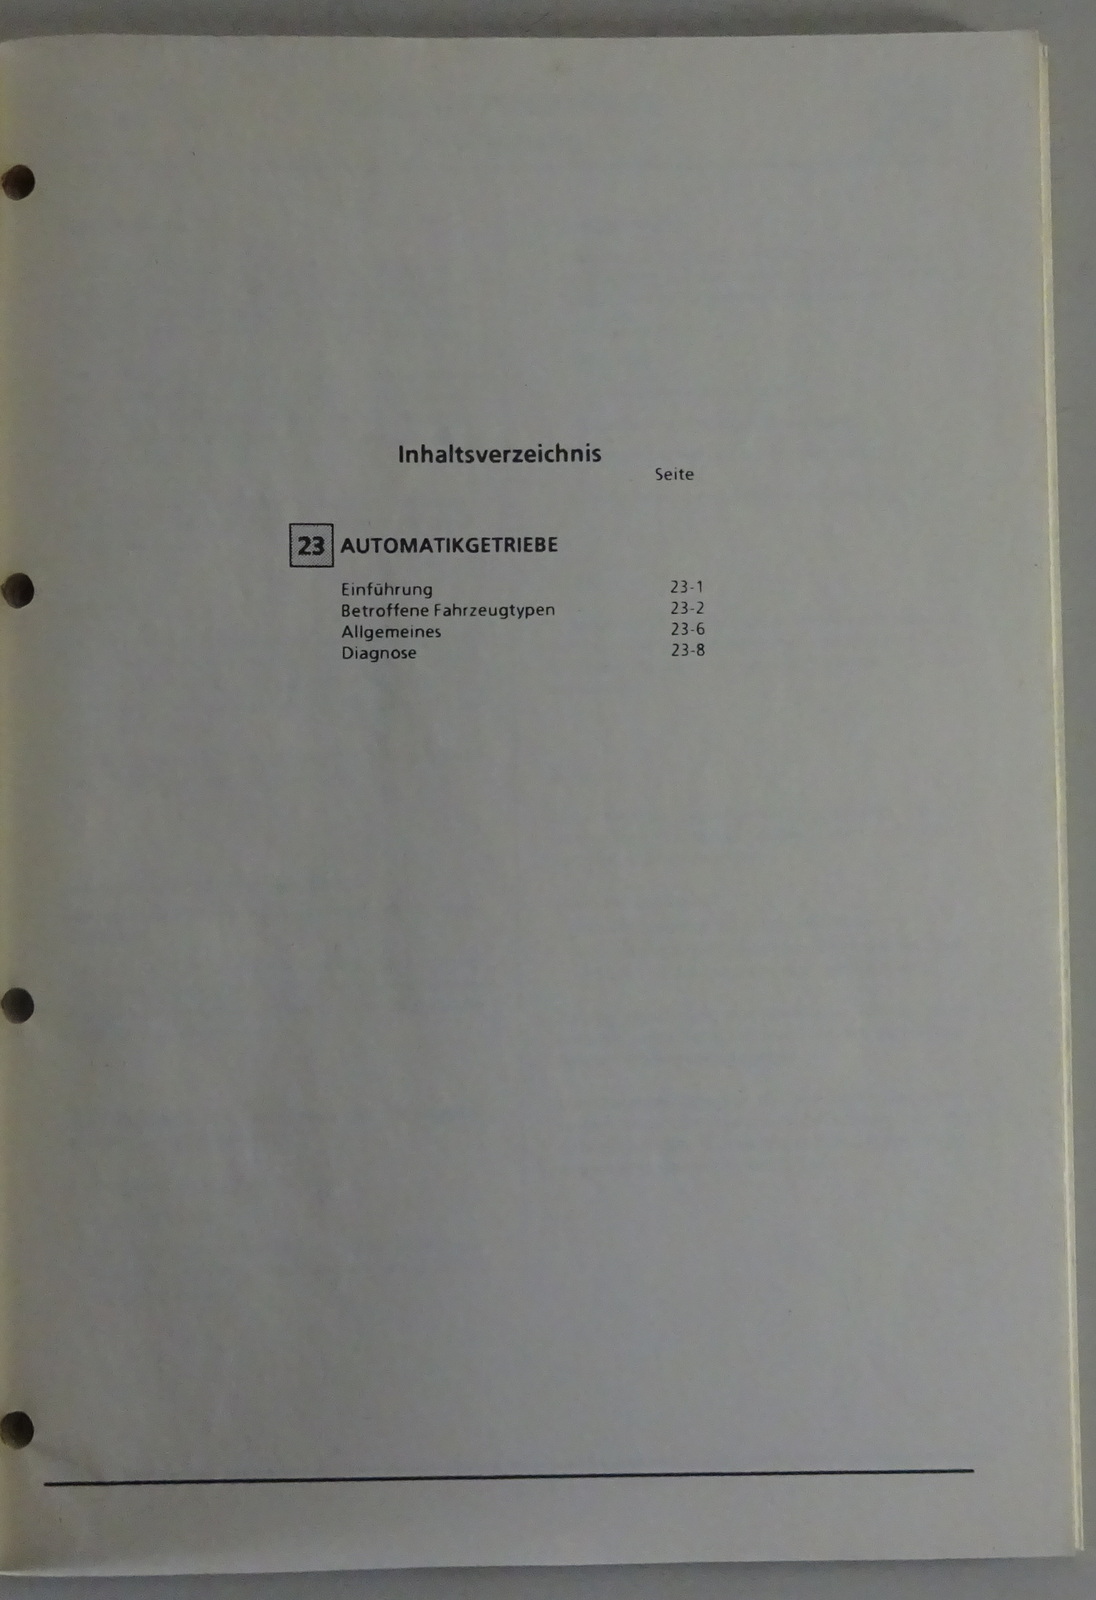 Inhaltsverzeichnis
Seite
23 AUTOMATIKGETRIEBE
Einführung 23-1
Betroffene Fahrzeugtypen 23-2
Allgemeines 23-6
Diagnose 23-8